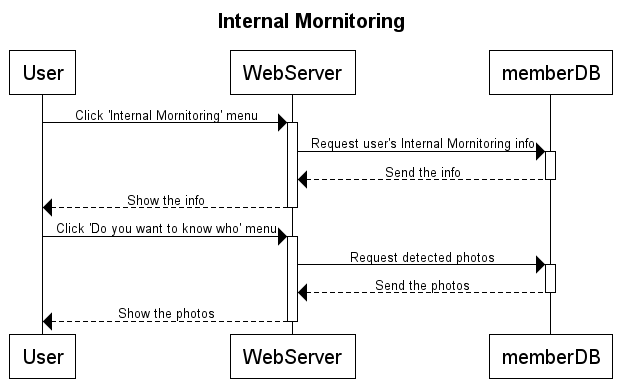 Internal Mornitoring
User WebServer memberDB
Click 'Internal Mornitoring' menu
Request user's Internal Mornitoring info
Send the info
Show the info
Click 'Do you want to know who' menu
Request detected photos
Send the photos
Show the photos
User WebServer memberDB